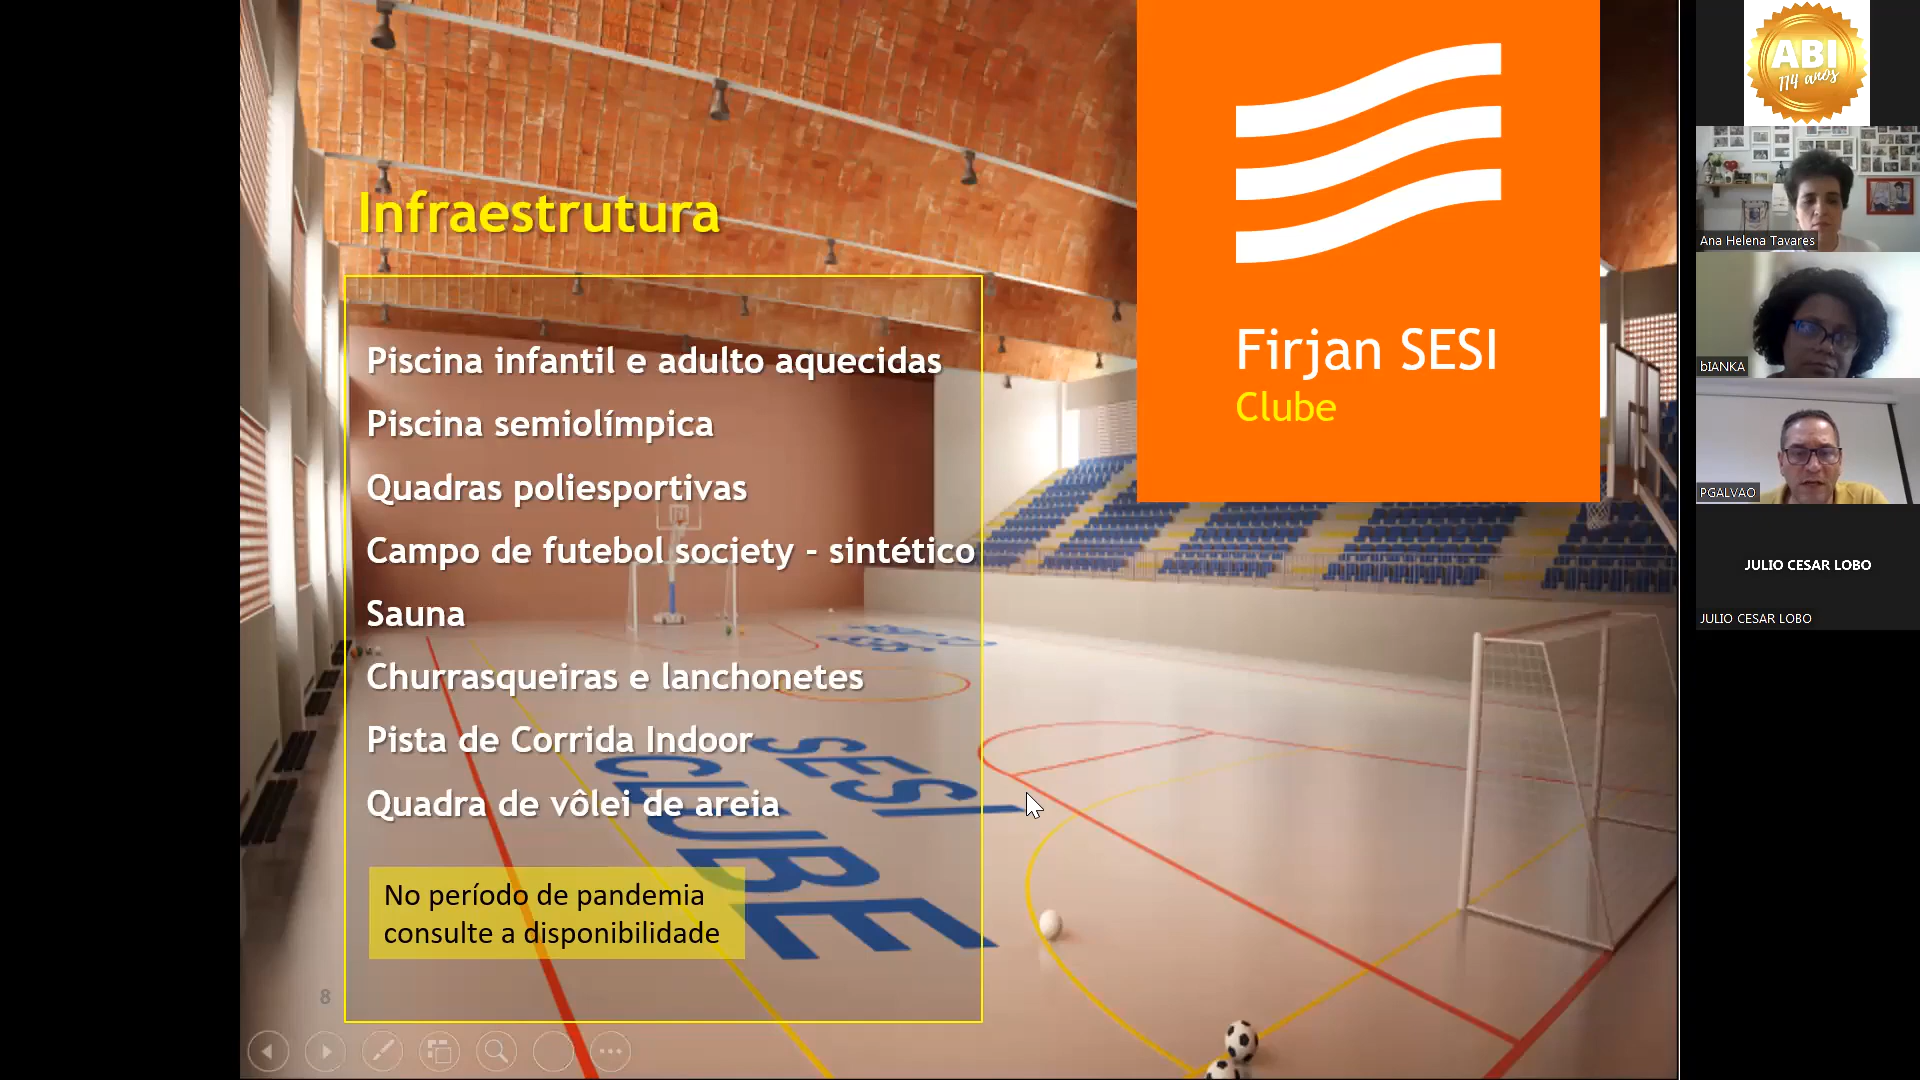 Infraestrutura
Piscina infantil e adulto aquecidas
Piscina semiolímpica
Quadras poliesportivas
Campo de futebol society - sintético
Sauna
Churrasqueiras e lanchonetes
Pista de Corrida Indoor
Quadra de vôlei de areia
No período de pandemia
consulte a disponibilidade
8
SESI
CLUBE
Firjan SESI
Clube
ABI
114 anos
Ana Helena Tavares
bIANKA
PGALVAO
JULIO CESAR LOBO
JULIO CESAR LOBO